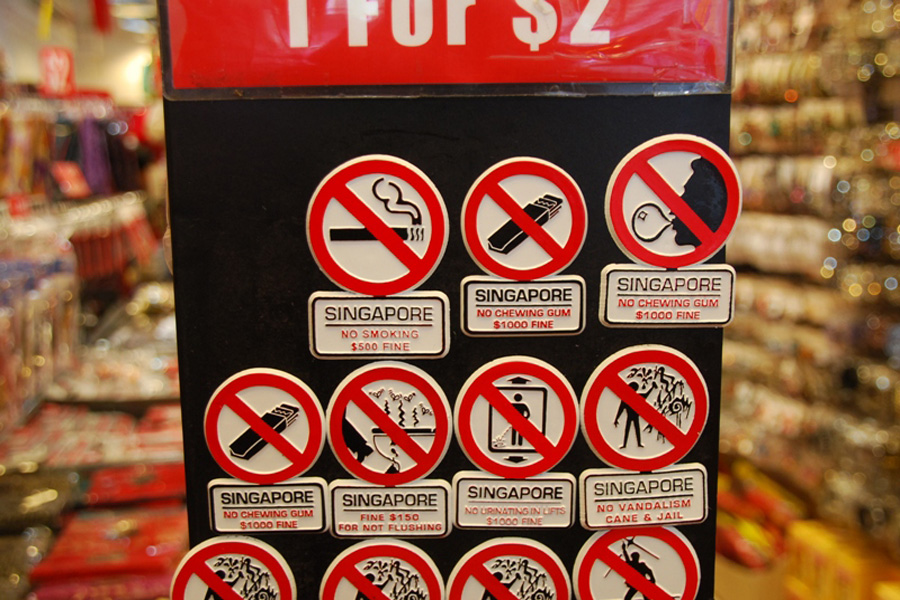 1 For $2
SINGAPORE
NO SMOKING
$500 FINE
SINGAPORE
NO CHEWING GUM
$1000 FINE
SINGAPORE
NO CHEWING GUM
$1000 FINE
SINGAPORE
NO CHEWING GUM
$1000 FINE
SINGAPORE
FINE $150
FOR NOT FLUSHING
SINGAPORE
NO URINATING IN LIFTS
$1000 FINE
SINGAPORE
NO VANDALISM
CANE & JAIL